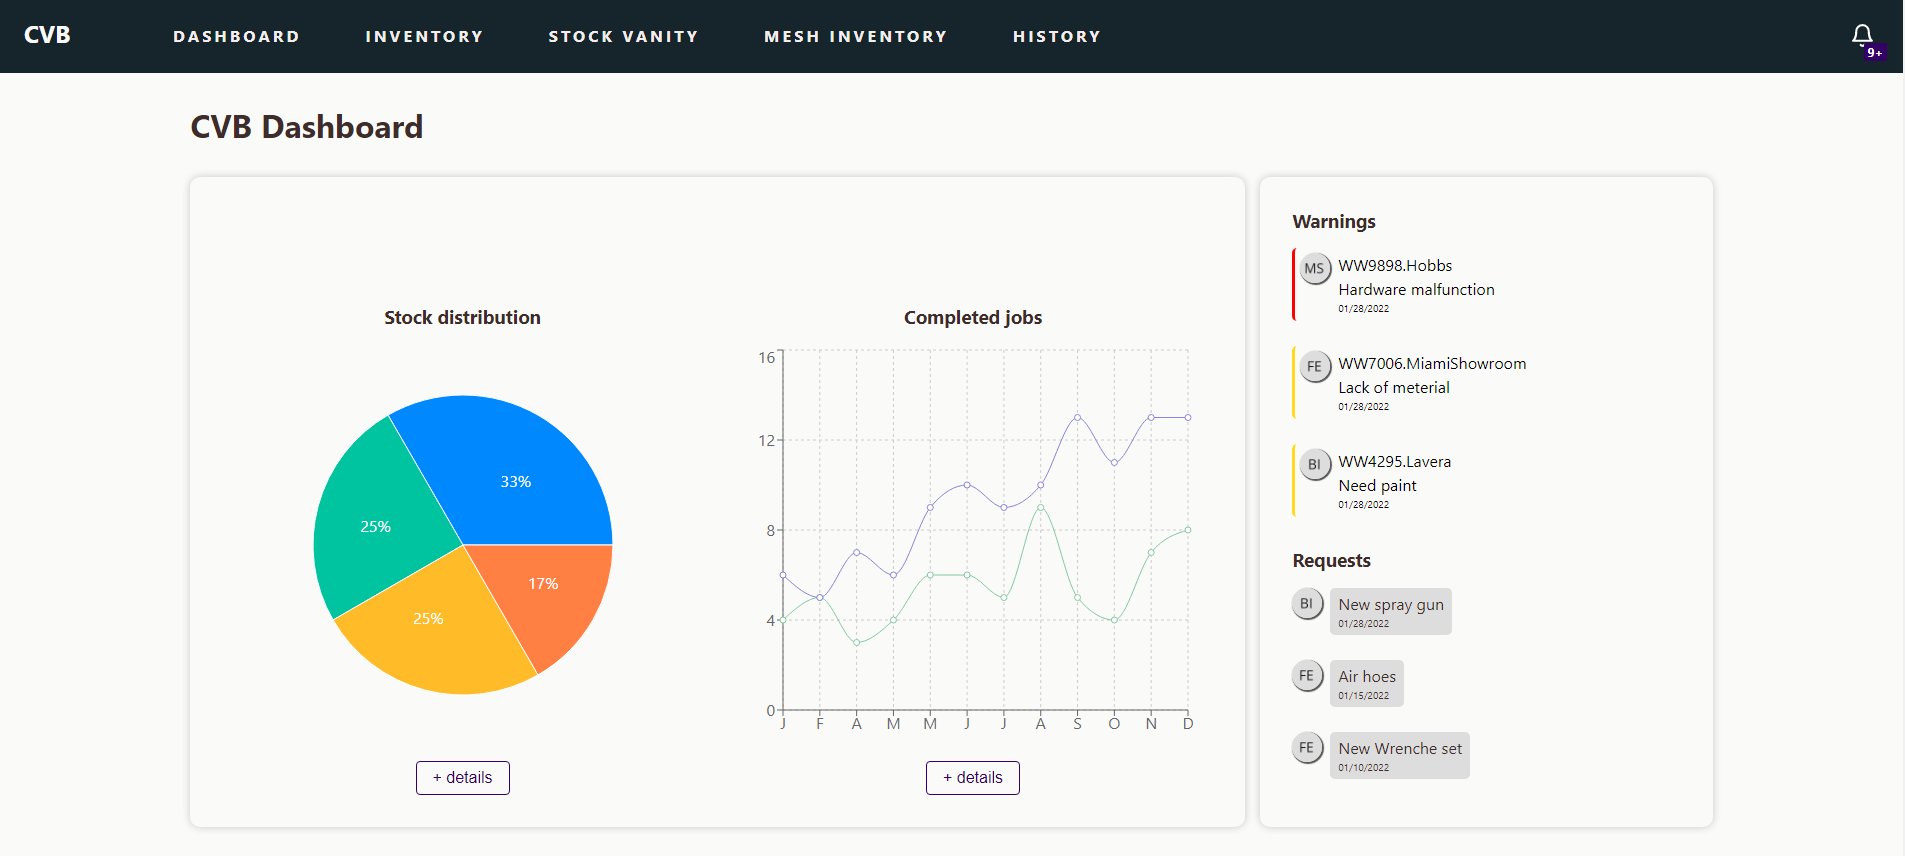 CVB
DASHBOARD
INVENTORY
STOCK VANITY
MESH INVENTORY
HISTORY
9+
CVB Dashboard
Stock distribution
33%
25%
25%
17%
+ details
Completed jobs
16
12
8
4
0
J F A M M J J A S O N D
+ details
Warnings
MS
WW9898.Hobbs
Hardware malfunction
01/28/2022
FE
WW7006.MiamiShowroom
Lack of meterial
01/28/2022
BI
WW4295.Lavera
Need paint
01/28/2022
Requests
BI
New spray gun
01/28/2022
FE
Air hoes
01/15/2022
FE
New Wrenche set
01/10/2022